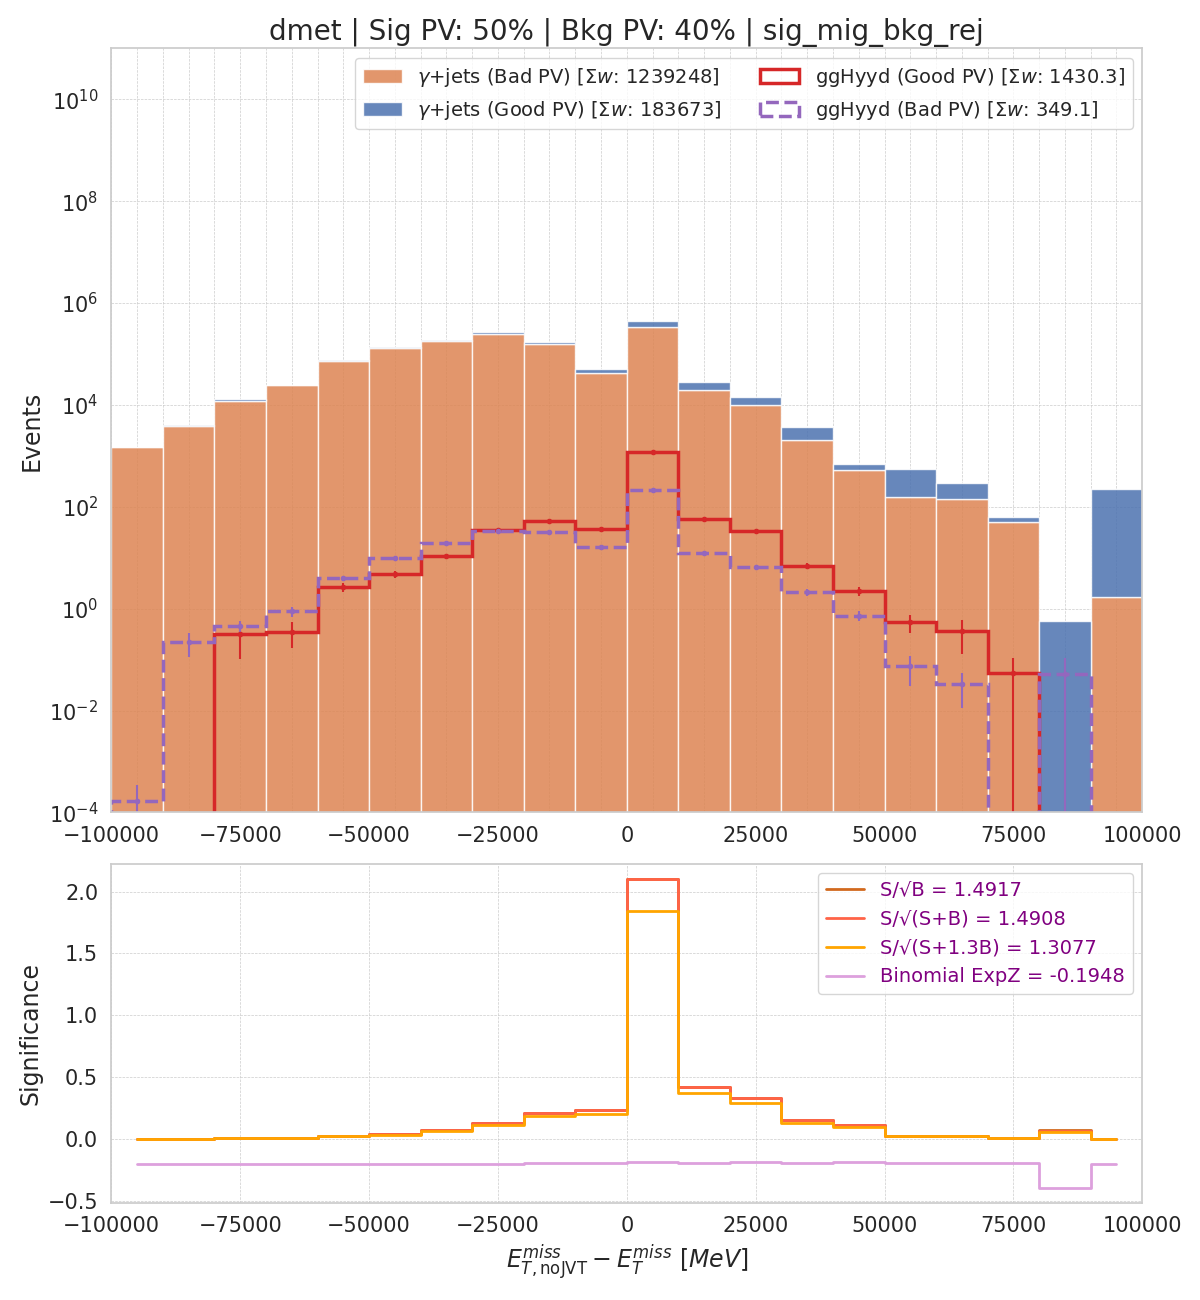 dmet | Sig PV: 50% | Bkg PV: 40% | sig_mig_bkg_rej
γ+jets (Bad PV) [Σw: 1239248]
γ+jets (Good PV) [Σw: 183673]
ggHyyd (Good PV) [Σw: 1430.3]
ggHyyd (Bad PV) [Σw: 349.1]
Events
10^10
10^8
10^6
10^4
10^2
10^0
10^−2
10^−4
−100000 −75000 −50000 −25000 0 25000 50000 75000 100000
S/√B = 1.4917
S/√(S+B) = 1.4908
S/√(S+1.3B) = 1.3077
Binomial ExpZ = -0.1948
Significance
2.0
1.5
1.0
0.5
0.0
−0.5
−100000 −75000 −50000 −25000 0 25000 50000 75000 100000
E_{T,noJVT}^{miss} − E_T^{miss} [MeV]